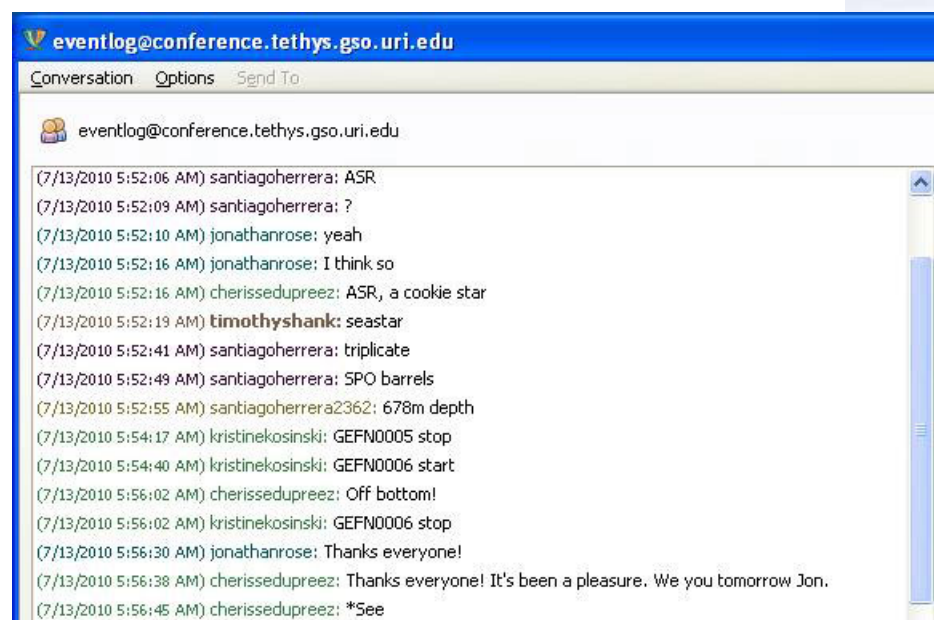 eventlog@conference.tethys.gso.uri.edu
Conversation Options Send To
eventlog@conference.tethys.gso.uri.edu
(7/13/2010 5:52:06 AM) santiagoherrera: ASR
(7/13/2010 5:52:09 AM) santiagoherrera: ?
(7/13/2010 5:52:10 AM) jonathanrose: yeah
(7/13/2010 5:52:16 AM) jonathanrose: I think so
(7/13/2010 5:52:16 AM) cherissedupreez: ASR, a cookie star
(7/13/2010 5:52:19 AM) timothyshank: seastar
(7/13/2010 5:52:41 AM) santiagoherrera: triplicate
(7/13/2010 5:52:49 AM) santiagoherrera: SPO barrels
(7/13/2010 5:52:55 AM) santiagoherrera2362: 678m depth
(7/13/2010 5:54:17 AM) kristinekosinski: GEFN0005 stop
(7/13/2010 5:54:40 AM) kristinekosinski: GEFN0006 start
(7/13/2010 5:56:02 AM) cherissedupreez: Off bottom!
(7/13/2010 5:56:02 AM) kristinekosinski: GEFN0006 stop
(7/13/2010 5:56:30 AM) jonathanrose: Thanks everyone!
(7/13/2010 5:56:38 AM) cherissedupreez: Thanks everyone! It's been a pleasure. We you tomorrow Jon.
(7/13/2010 5:56:45 AM) cherissedupreez: *See